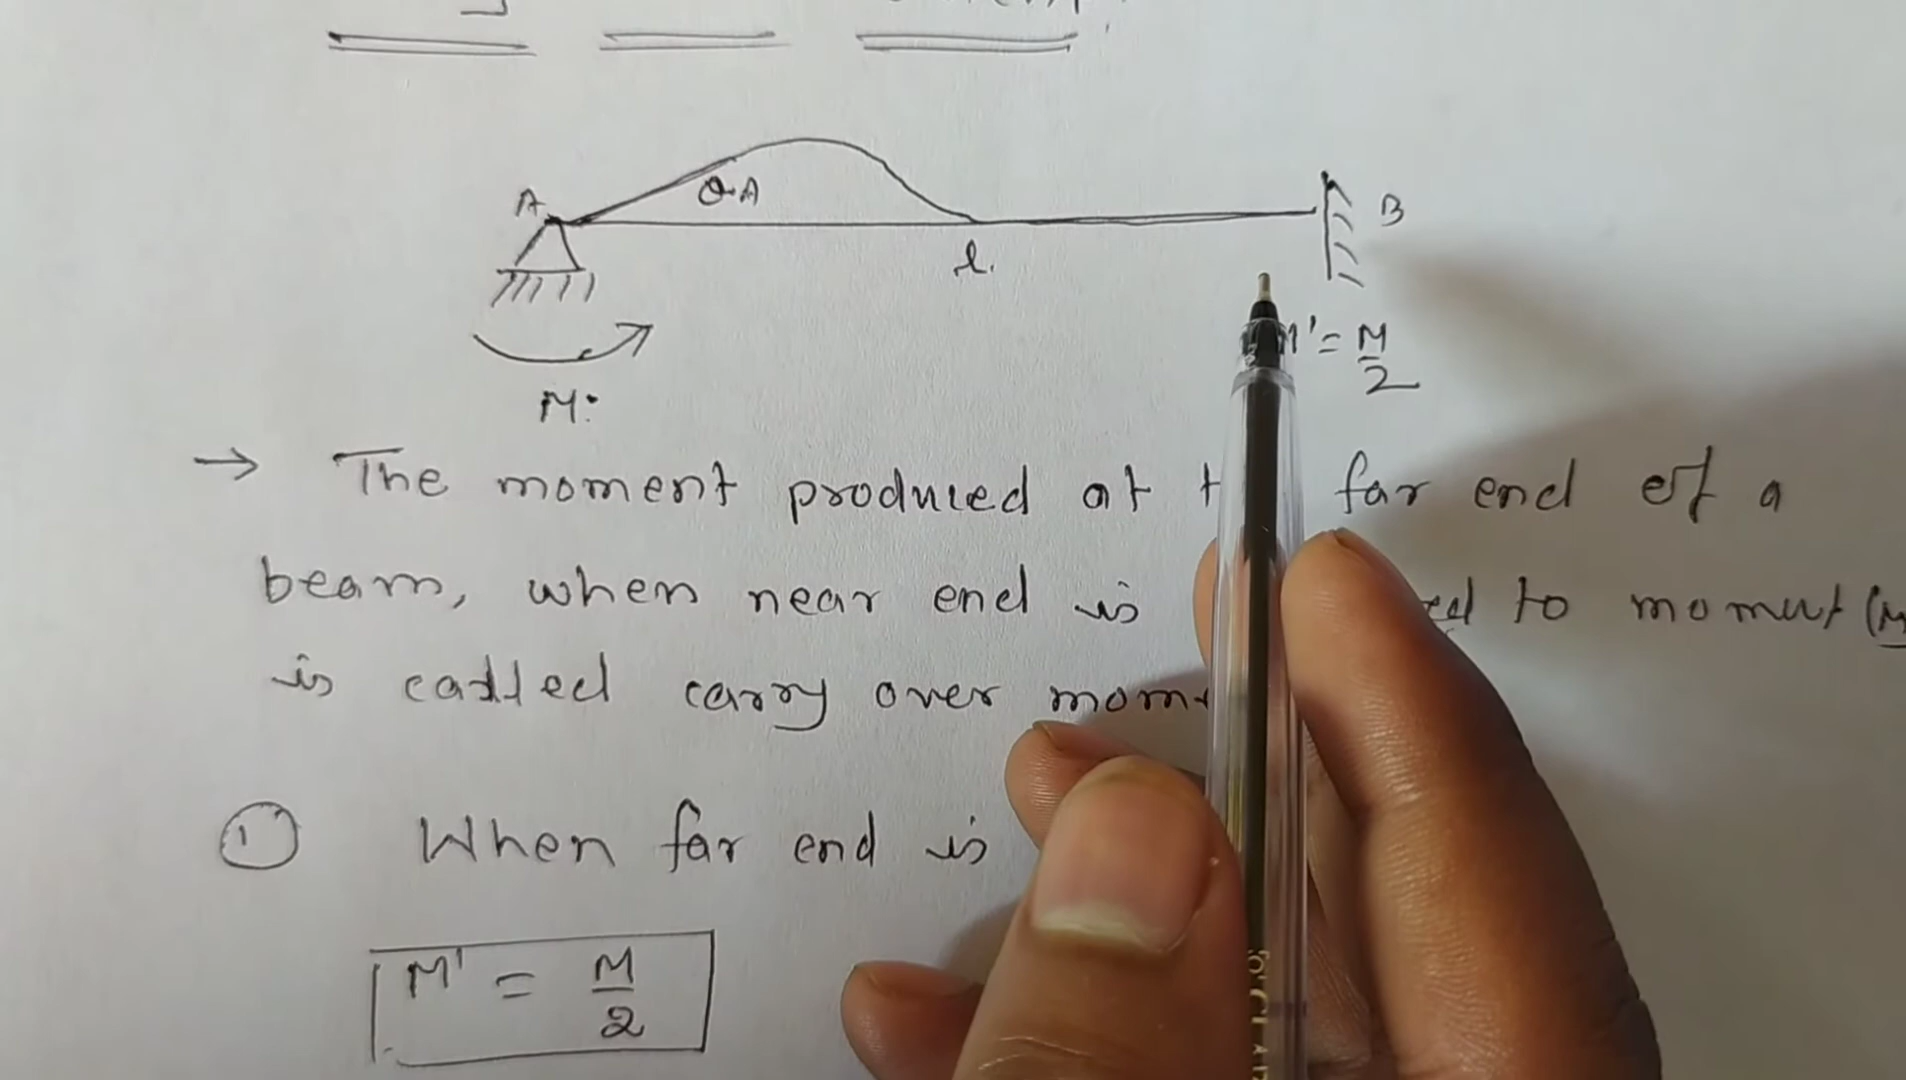 A
θA
B
l.
M'= M/2
M:
→ The moment produced at far end of a
beam, when near end is to moment (M
is called carry over
① When far end is
M' = M/2